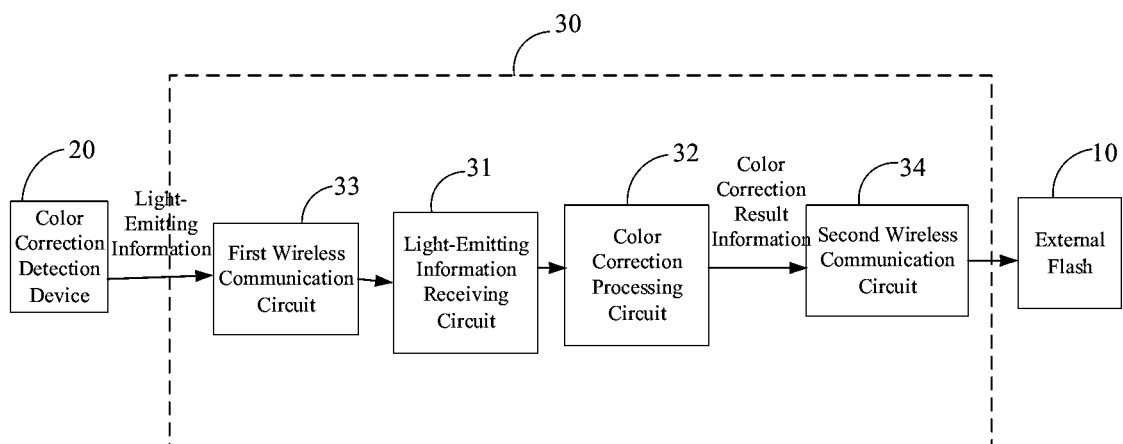 30
20
Color
Correction
Detection
Device
Light-
Emitting
Information
33
First Wireless
Communication
Circuit
31
Light-Emitting
Information
Receiving
Circuit
32
Color
Correction
Processing
Circuit
Color
Correction
Result
Information
34
Second Wireless
Communication
Circuit
10
External
Flash